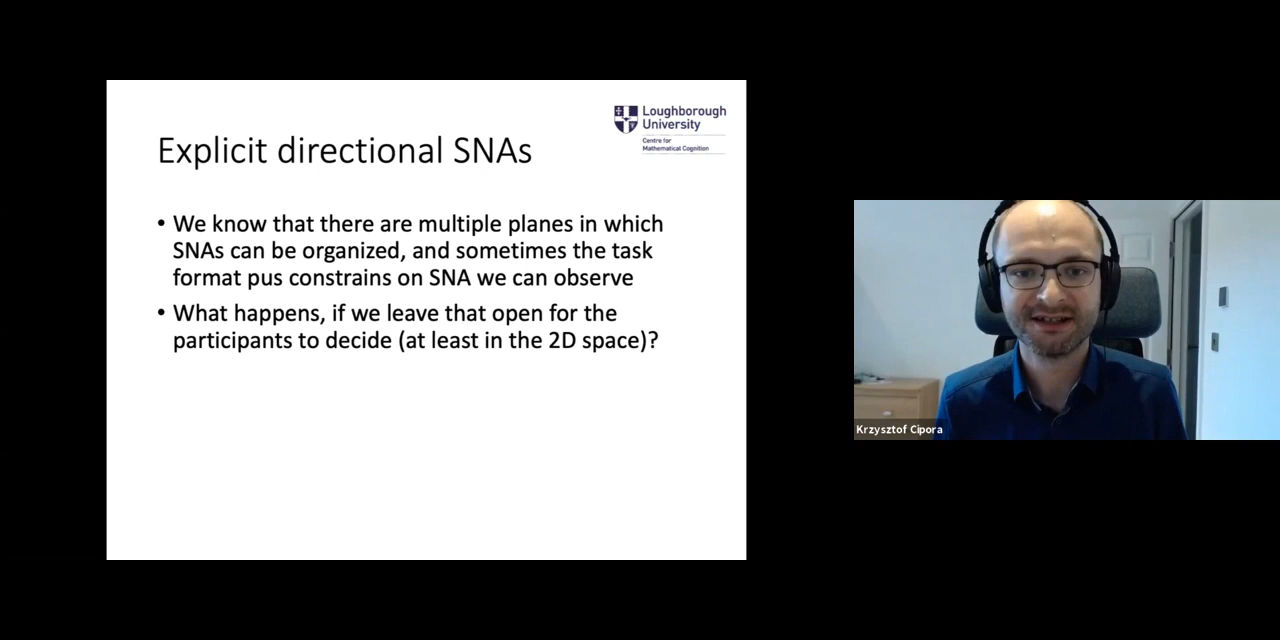 Loughborough
University
Centre for
Mathematical Cognition
Explicit directional SNAs
• We know that there are multiple planes in which
SNAs can be organized, and sometimes the task
format pus constrains on SNA we can observe
• What happens, if we leave that open for the
participants to decide (at least in the 2D space)?
Krzysztof Cipora